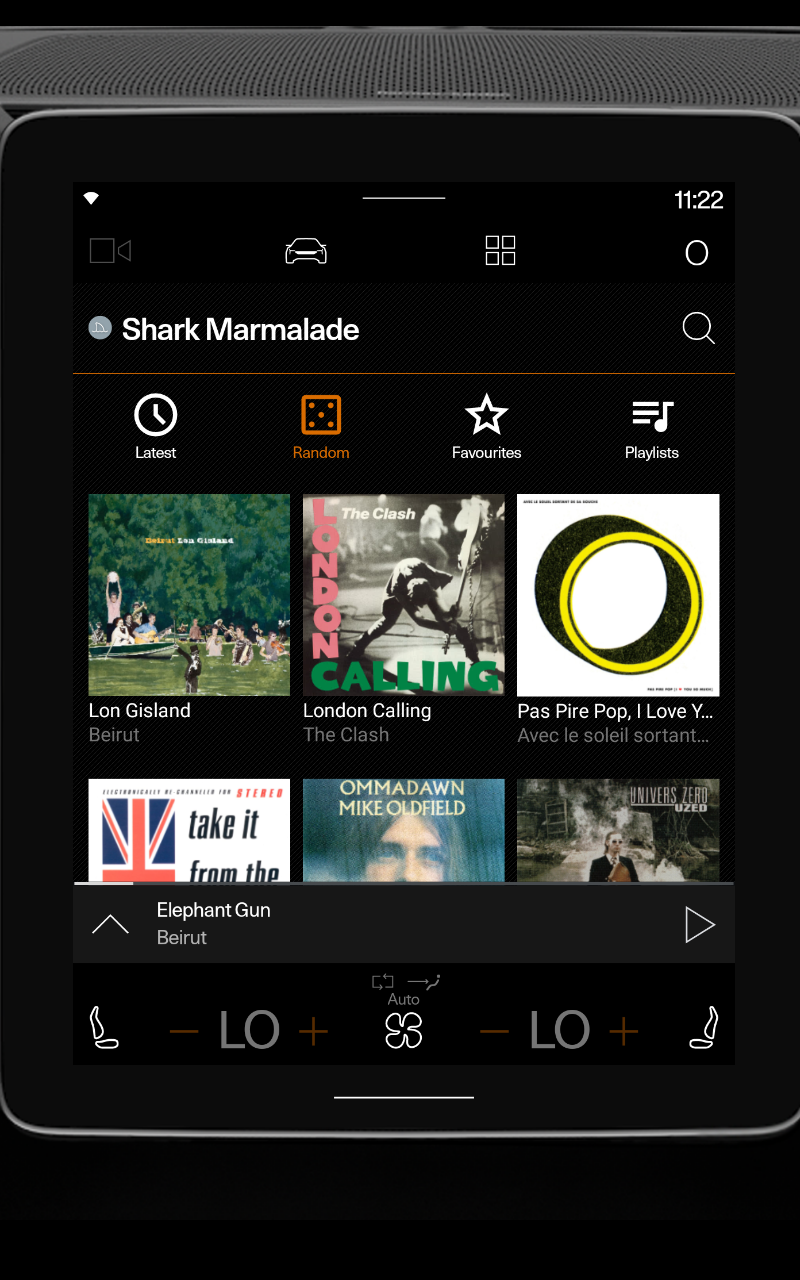 11:22
Shark Marmalade
Latest
Random
Favourites
Playlists
Beirut Lon Gisland
The Clash
LONDON
CALLING
AVEC LE SOLEIL SORTANT DE SA BOUCHE
PAS PIRE POP (I ♥ YOU SO MUCH)
Lon Gisland
Beirut
London Calling
The Clash
Pas Pire Pop, I Love Y...
Avec le soleil sortant...
ELECTRONICALLY RE-CHANNELED FOR STEREO
take it
from the
OMMADAWN
MIKE OLDFIELD
UNIVERS ZERO
UZED
Elephant Gun
Beirut
Auto
LO
LO